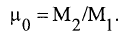 μ₀ = M₂/M₁.